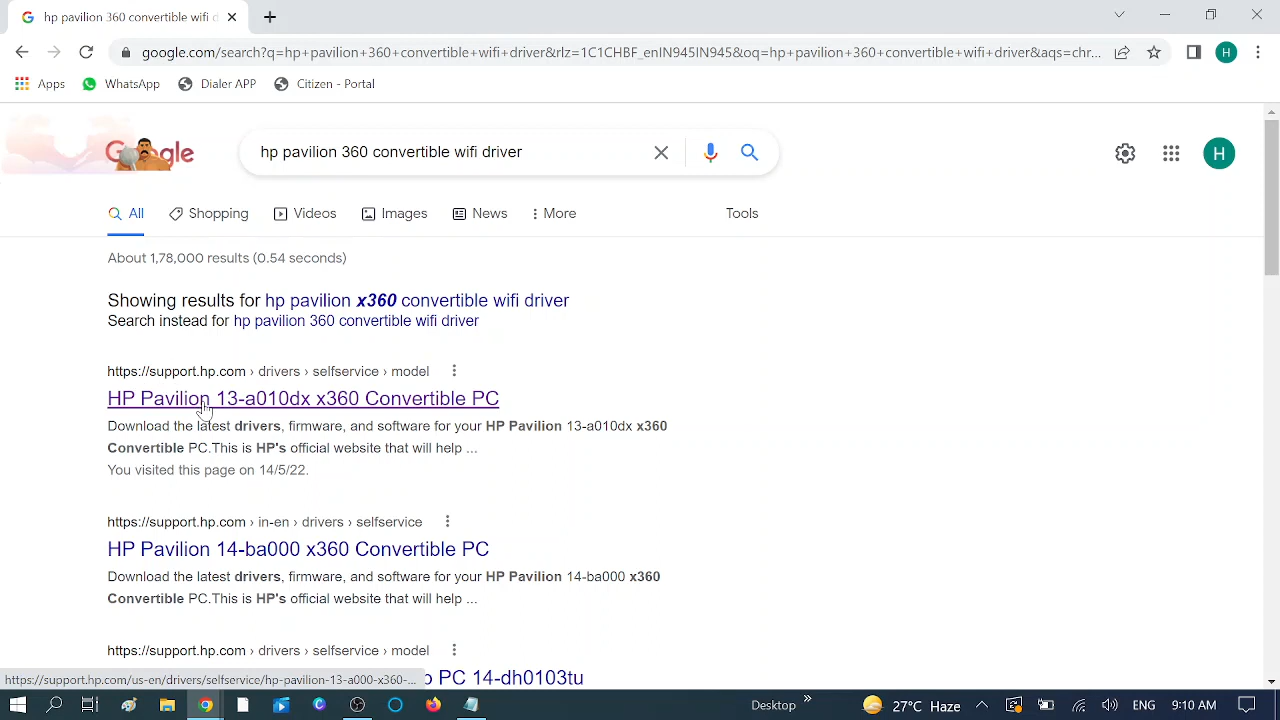 hp pavilion 360 convertible wifi d
google.com/search?q=hp+pavilion+360+convertible+wifi+driver&rlz=1C1CHBF_enIN945IN945&oq=hp+pavilion+360+convertible+wifi+driver&aqs=chr...
H
Apps
WhatsApp
Dialer APP
Citizen - Portal
hp pavilion 360 convertible wifi driver
H
All
Shopping
Videos
Images
News
More
Tools
About 1,78,000 results (0.54 seconds)
Showing results for hp pavilion x360 convertible wifi driver
Search instead for hp pavilion 360 convertible wifi driver
https://support.hp.com › drivers › selfservice › model
HP Pavilion 13-a010dx x360 Convertible PC
Download the latest drivers, firmware, and software for your HP Pavilion 13-a010dx x360
Convertible PC.This is HP's official website that will help ...
You visited this page on 14/5/22.
https://support.hp.com › in-en › drivers › selfservice
HP Pavilion 14-ba000 x360 Convertible PC
Download the latest drivers, firmware, and software for your HP Pavilion 14-ba000 x360
Convertible PC.This is HP's official website that will help ...
https://support.hp.com › drivers › selfservice › model
PC 14-dh0103tu
https://support.hp.com/us-en/drivers/selfservice/hp-pavilion-13-a000-x360-...
Desktop
27°C Haze
ENG
9:10 AM